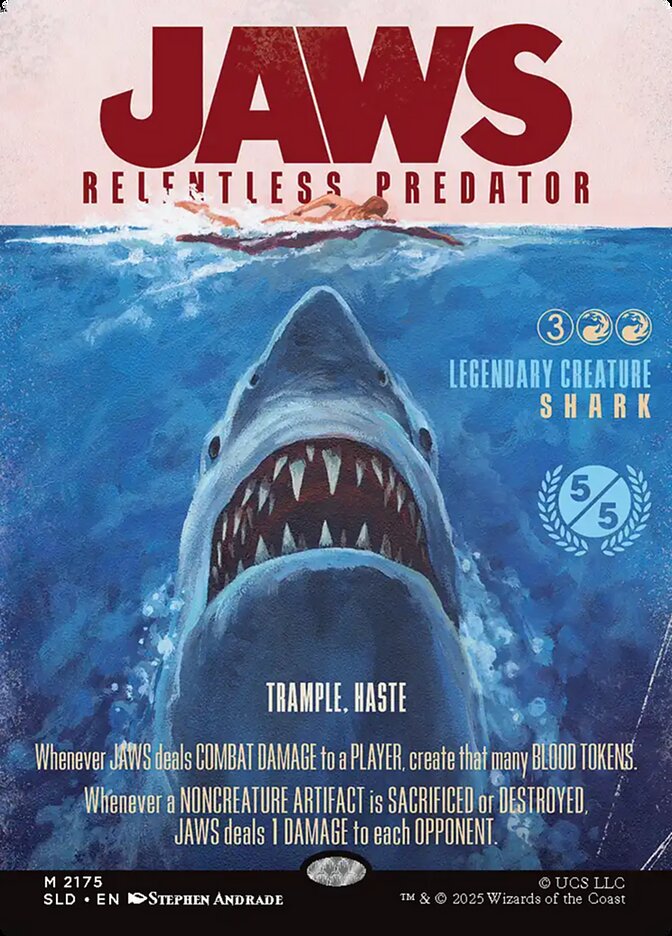 JAWS
RELENTLESS PREDATOR
3
LEGENDARY CREATURE
SHARK
5/5
TRAMPLE, HASTE
Whenever JAWS deals COMBAT DAMAGE to a PLAYER, create that many BLOOD TOKENS.
Whenever a NONCREATURE ARTIFACT is SACRIFICED or DESTROYED,
JAWS deals 1 DAMAGE to each OPPONENT.
M 2175
SLD • EN STEPHEN ANDRADE
© UCS LLC
™ & © 2025 Wizards of the Coast